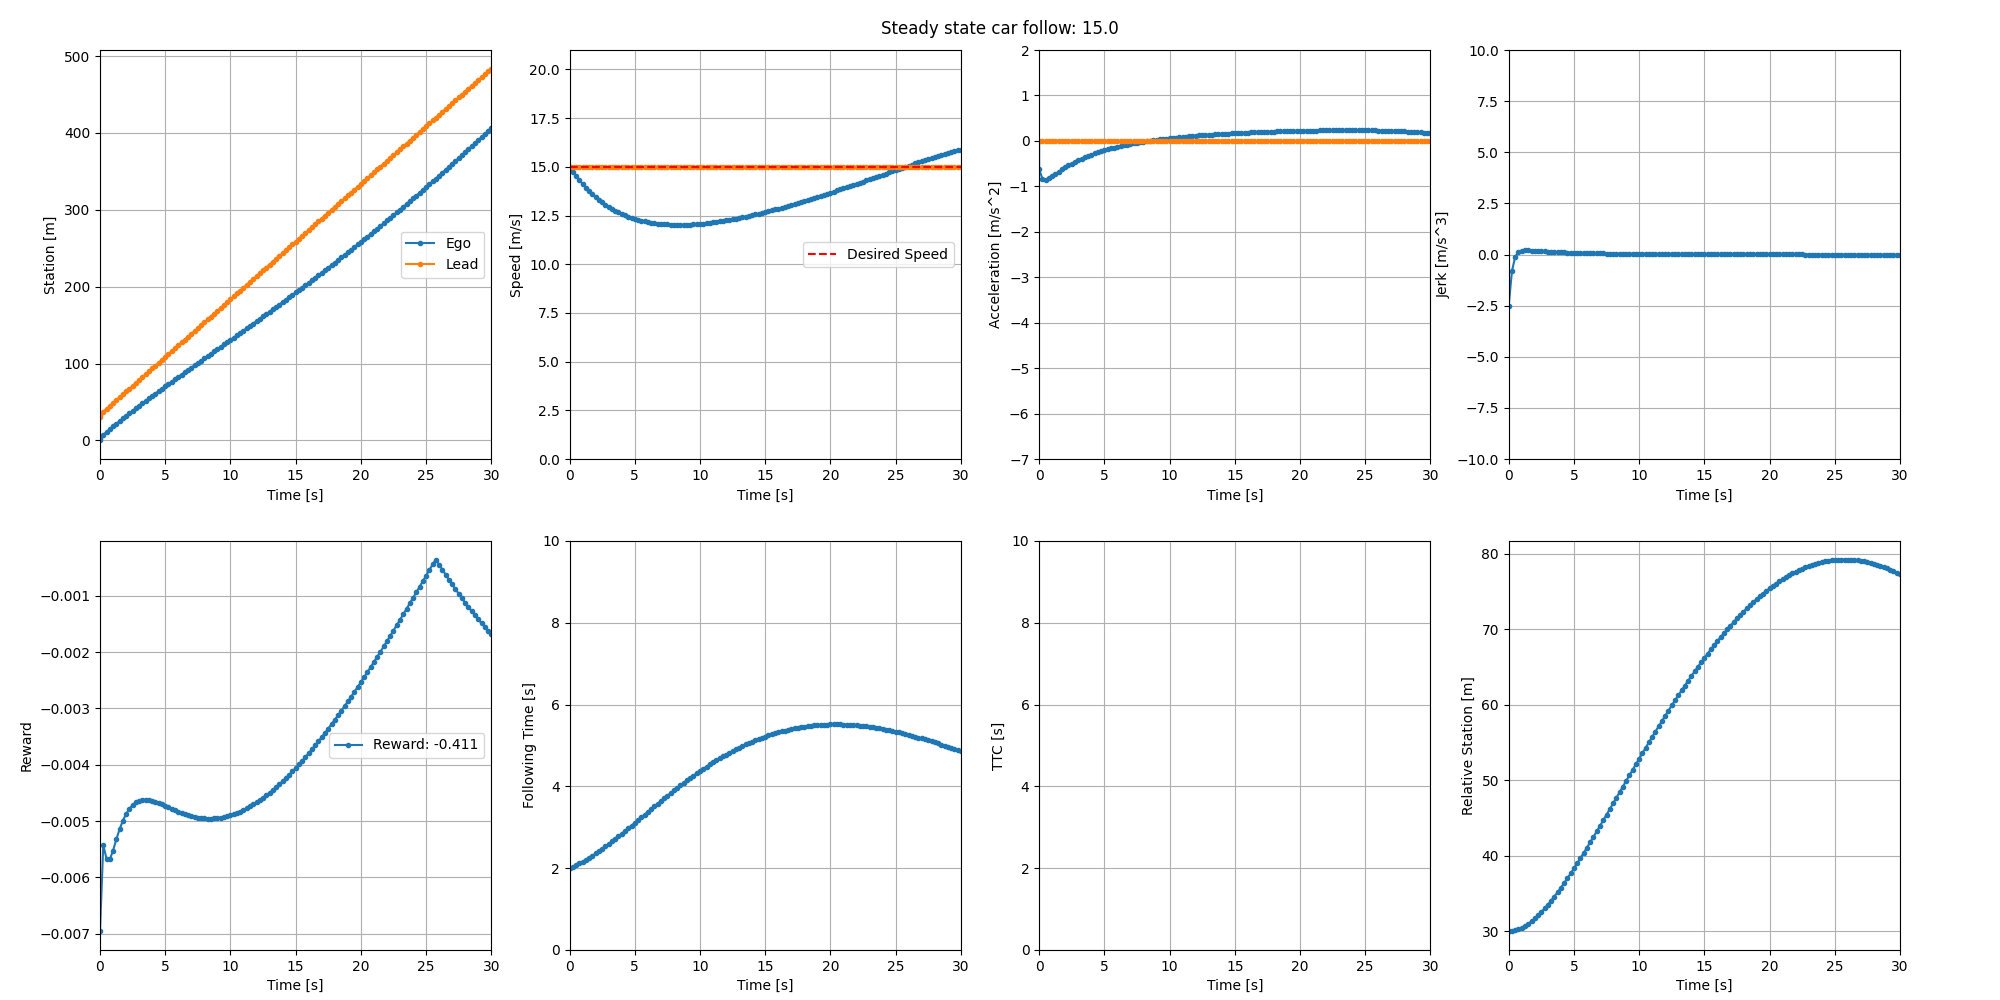 Steady state car follow: 15.0
500
400
300
200
100
0
Station [m]
Ego
Lead
0 5 10 15 20 25 30
Time [s]
20.0
17.5
15.0
12.5
10.0
7.5
5.0
2.5
0.0
Speed [m/s]
Desired Speed
0 5 10 15 20 25 30
Time [s]
2
1
0
−1
−2
−3
−4
−5
−6
−7
Acceleration [m/s^2]
0 5 10 15 20 25 30
Time [s]
10.0
7.5
5.0
2.5
0.0
−2.5
−5.0
−7.5
−10.0
Jerk [m/s^3]
0 5 10 15 20 25 30
Time [s]
−0.001
−0.002
−0.003
−0.004
−0.005
−0.006
−0.007
Reward
Reward: -0.411
0 5 10 15 20 25 30
Time [s]
10
8
6
4
2
0
Following Time [s]
0 5 10 15 20 25 30
Time [s]
10
8
6
4
2
0
TTC [s]
0 5 10 15 20 25 30
Time [s]
80
70
60
50
40
30
Relative Station [m]
0 5 10 15 20 25 30
Time [s]